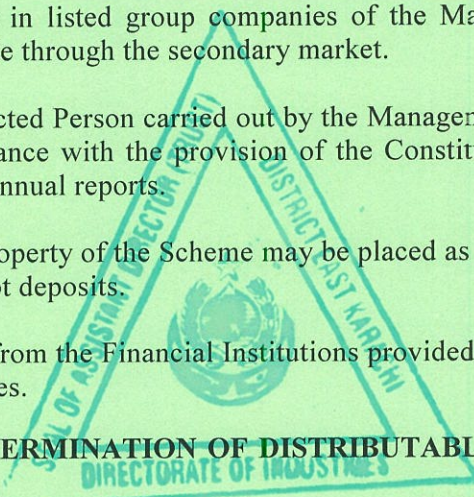 in listed group companies of the Ma
e through the secondary market.
cted Person carried out by the Managem
ance with the provision of the Constit
nnual reports.
operty of the Scheme may be placed as
ot deposits.
from the Financial Institutions provided
es.
ERMINATION OF DISTRIBUTABL
SEAL OF ASSISTANT DIRECTOR (TRUST)
DISTRICT EAST KARACHI
DIRECTORATE OF INDUSTRIES